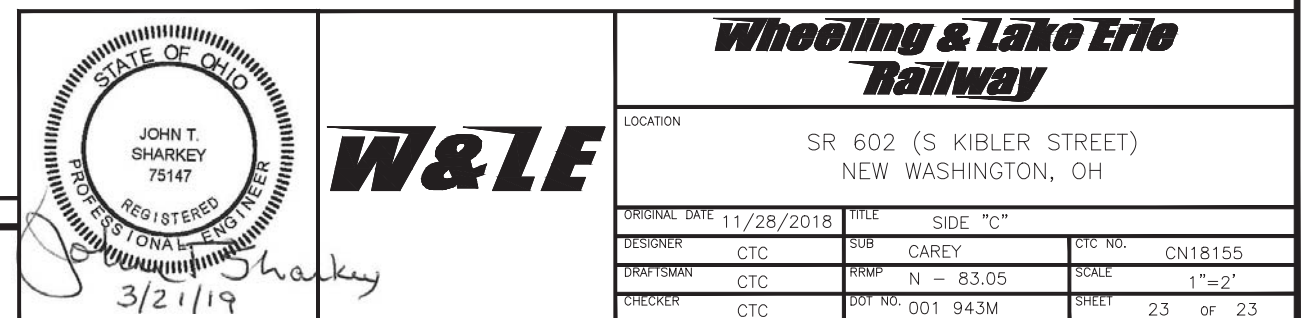 STATE OF OHIO
JOHN T.
SHARKEY
75147
REGISTERED
PROFESSIONAL ENGINEER
John T Sharkey
3/21/19
W&LE
Wheeling & Lake Erie
Railway
LOCATION
SR 602 (S KIBLER STREET)
NEW WASHINGTON, OH
ORIGINAL DATE 11/28/2018 TITLE SIDE "C"
DESIGNER CTC SUB CAREY CTC NO. CN18155
DRAFTSMAN CTC RRMP N - 83.05 SCALE 1"=2'
CHECKER CTC DOT NO. 001 943M SHEET 23 OF 23